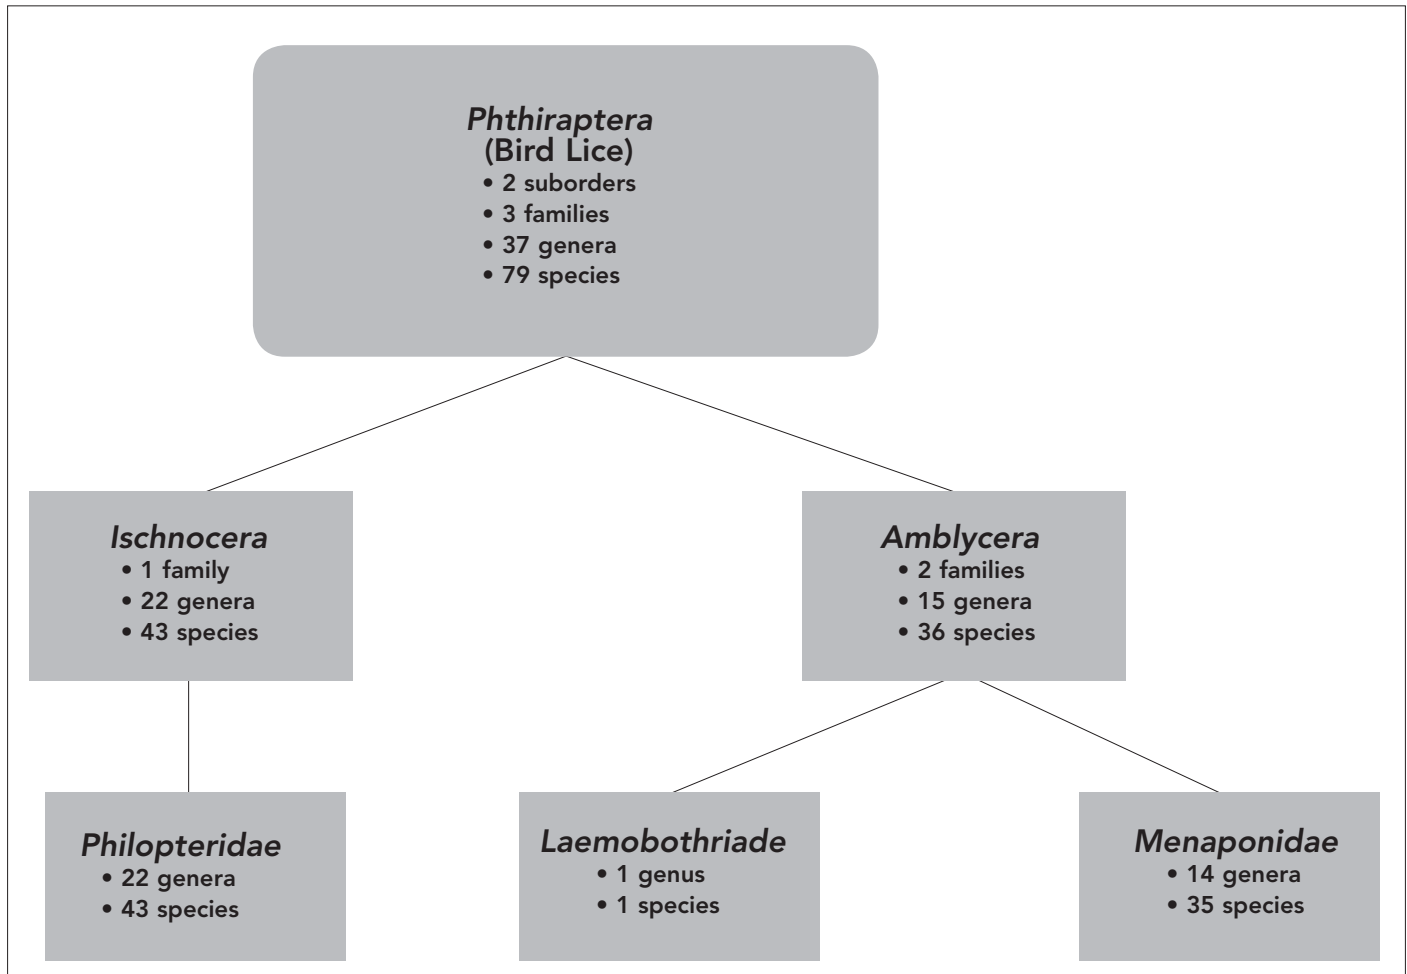 Phthiraptera
(Bird Lice)
• 2 suborders
• 3 families
• 37 genera
• 79 species
Ischnocera
• 1 family
• 22 genera
• 43 species
Amblycera
• 2 families
• 15 genera
• 36 species
Philopteridae
• 22 genera
• 43 species
Laemobothriade
• 1 genus
• 1 species
Menaponidae
• 14 genera
• 35 species